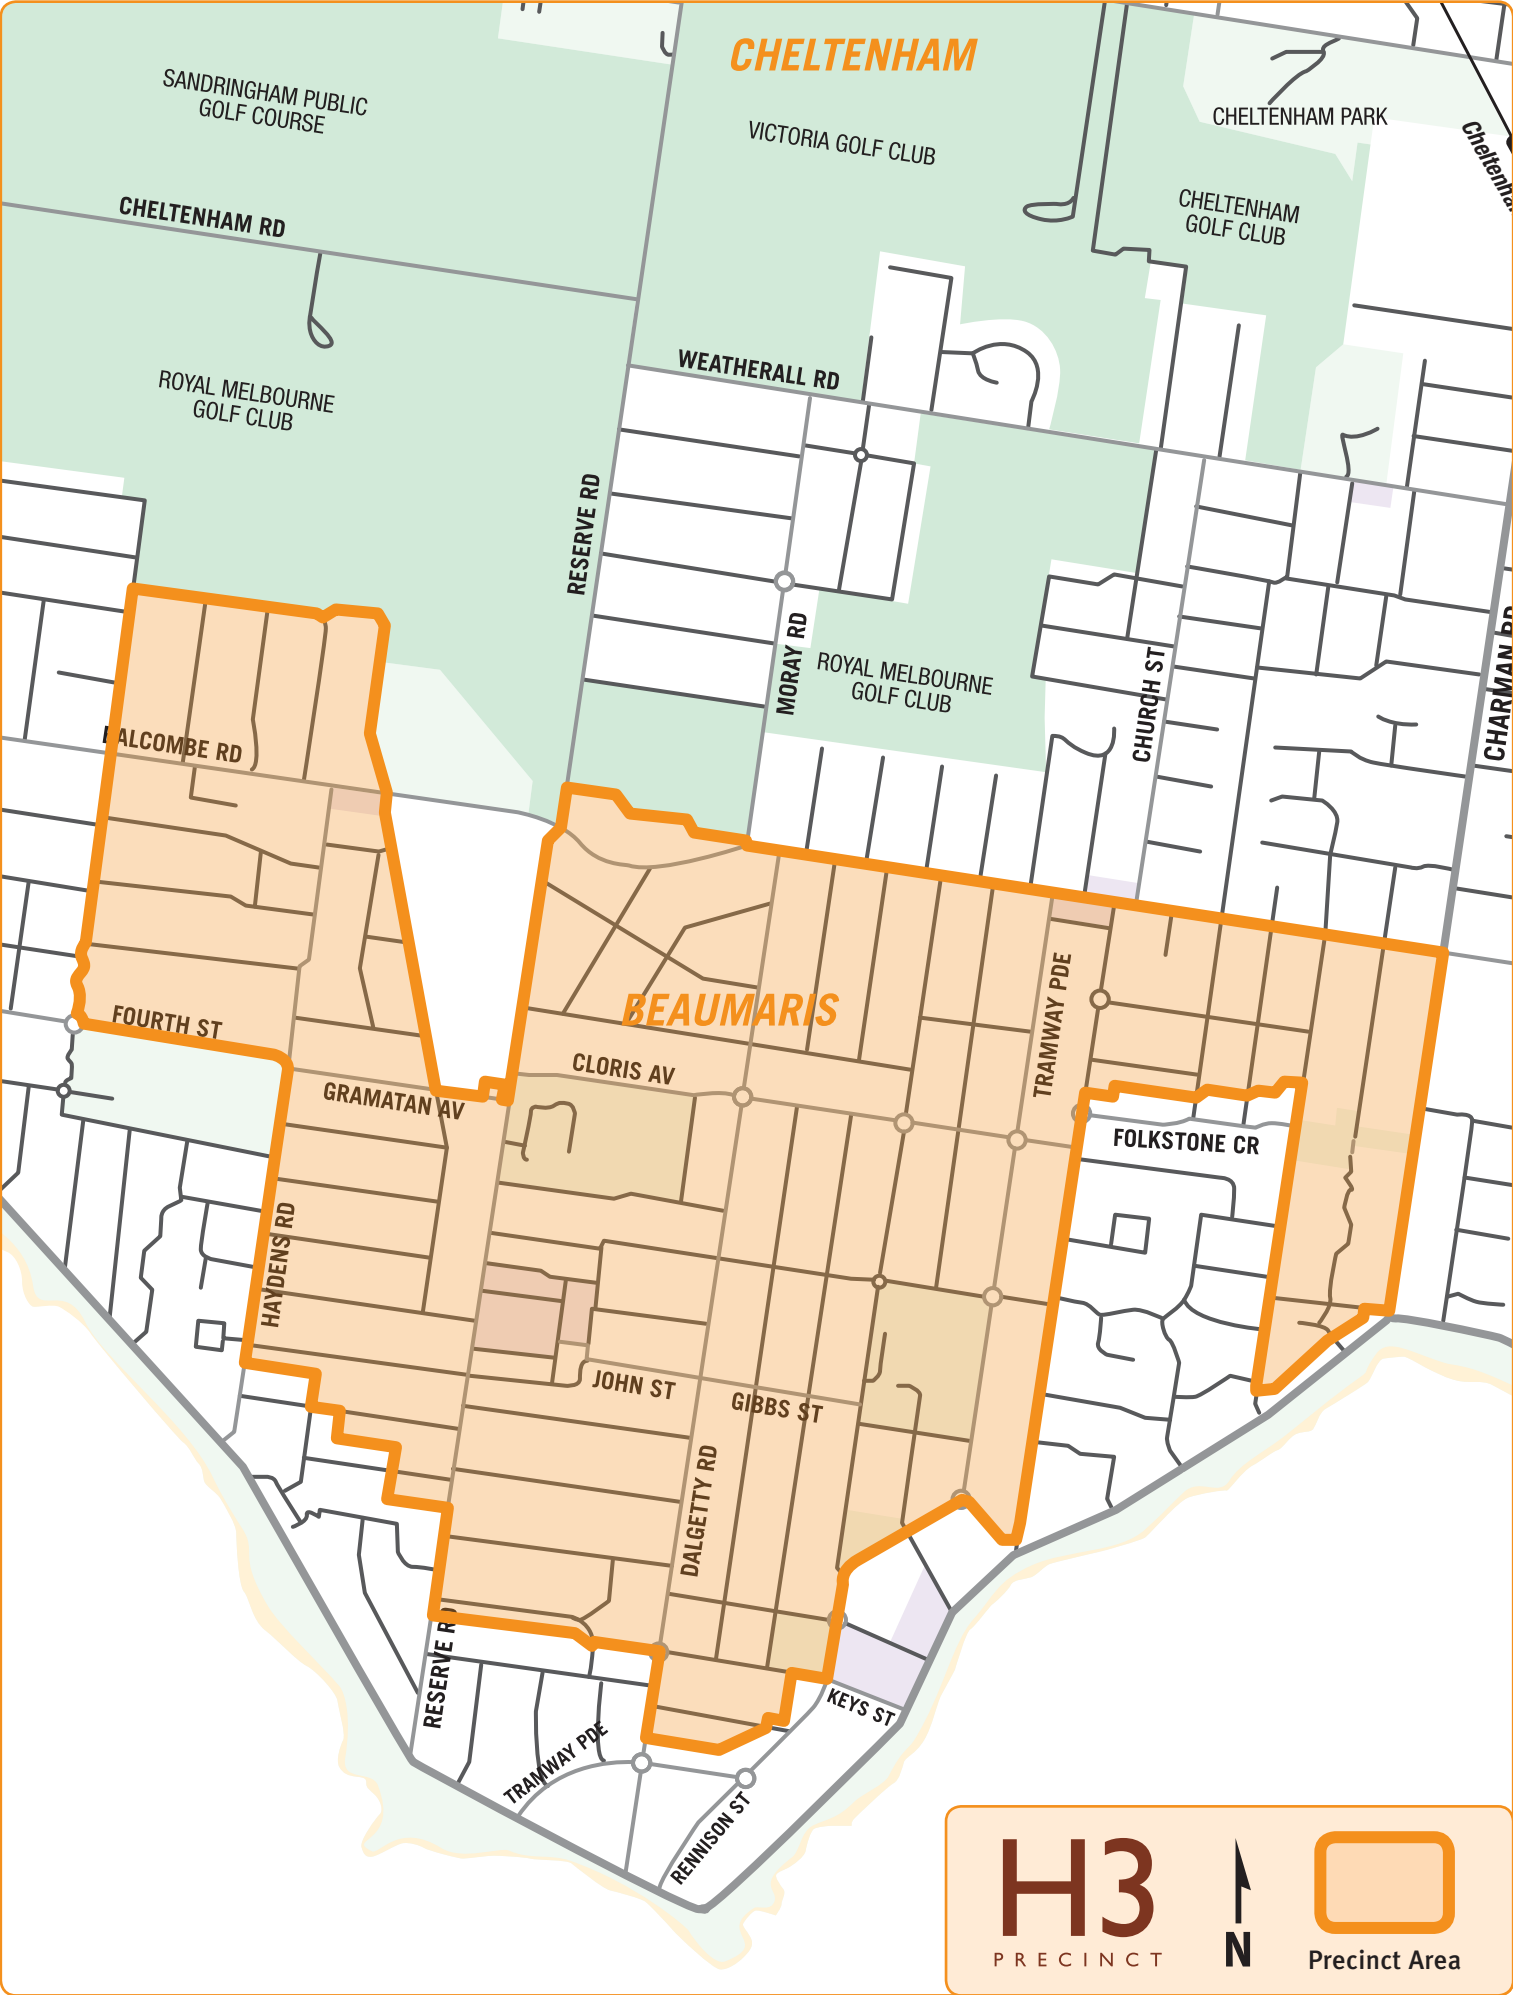 CHELTENHAM
SANDRINGHAM PUBLIC
GOLF COURSE
VICTORIA GOLF CLUB
CHELTENHAM PARK
CHELTENHAM
GOLF CLUB
CHELTENHAM RD
ROYAL MELBOURNE
GOLF CLUB
WEATHERALL RD
RESERVE RD
MORAY RD
ROYAL MELBOURNE
GOLF CLUB
CHURCH ST
CHARMAN RD
BALCOMBE RD
FOURTH ST
BEAUMARIS
TRAMWAY PDE
CLORIS AV
GRAMATAN AV
FOLKSTONE CR
HAYDENS RD
JOHN ST
GIBBS ST
DALGETTY RD
RESERVE RD
KEYS ST
TRAMWAY PDE
RENNISON ST
H3
PRECINCT
N
Precinct Area